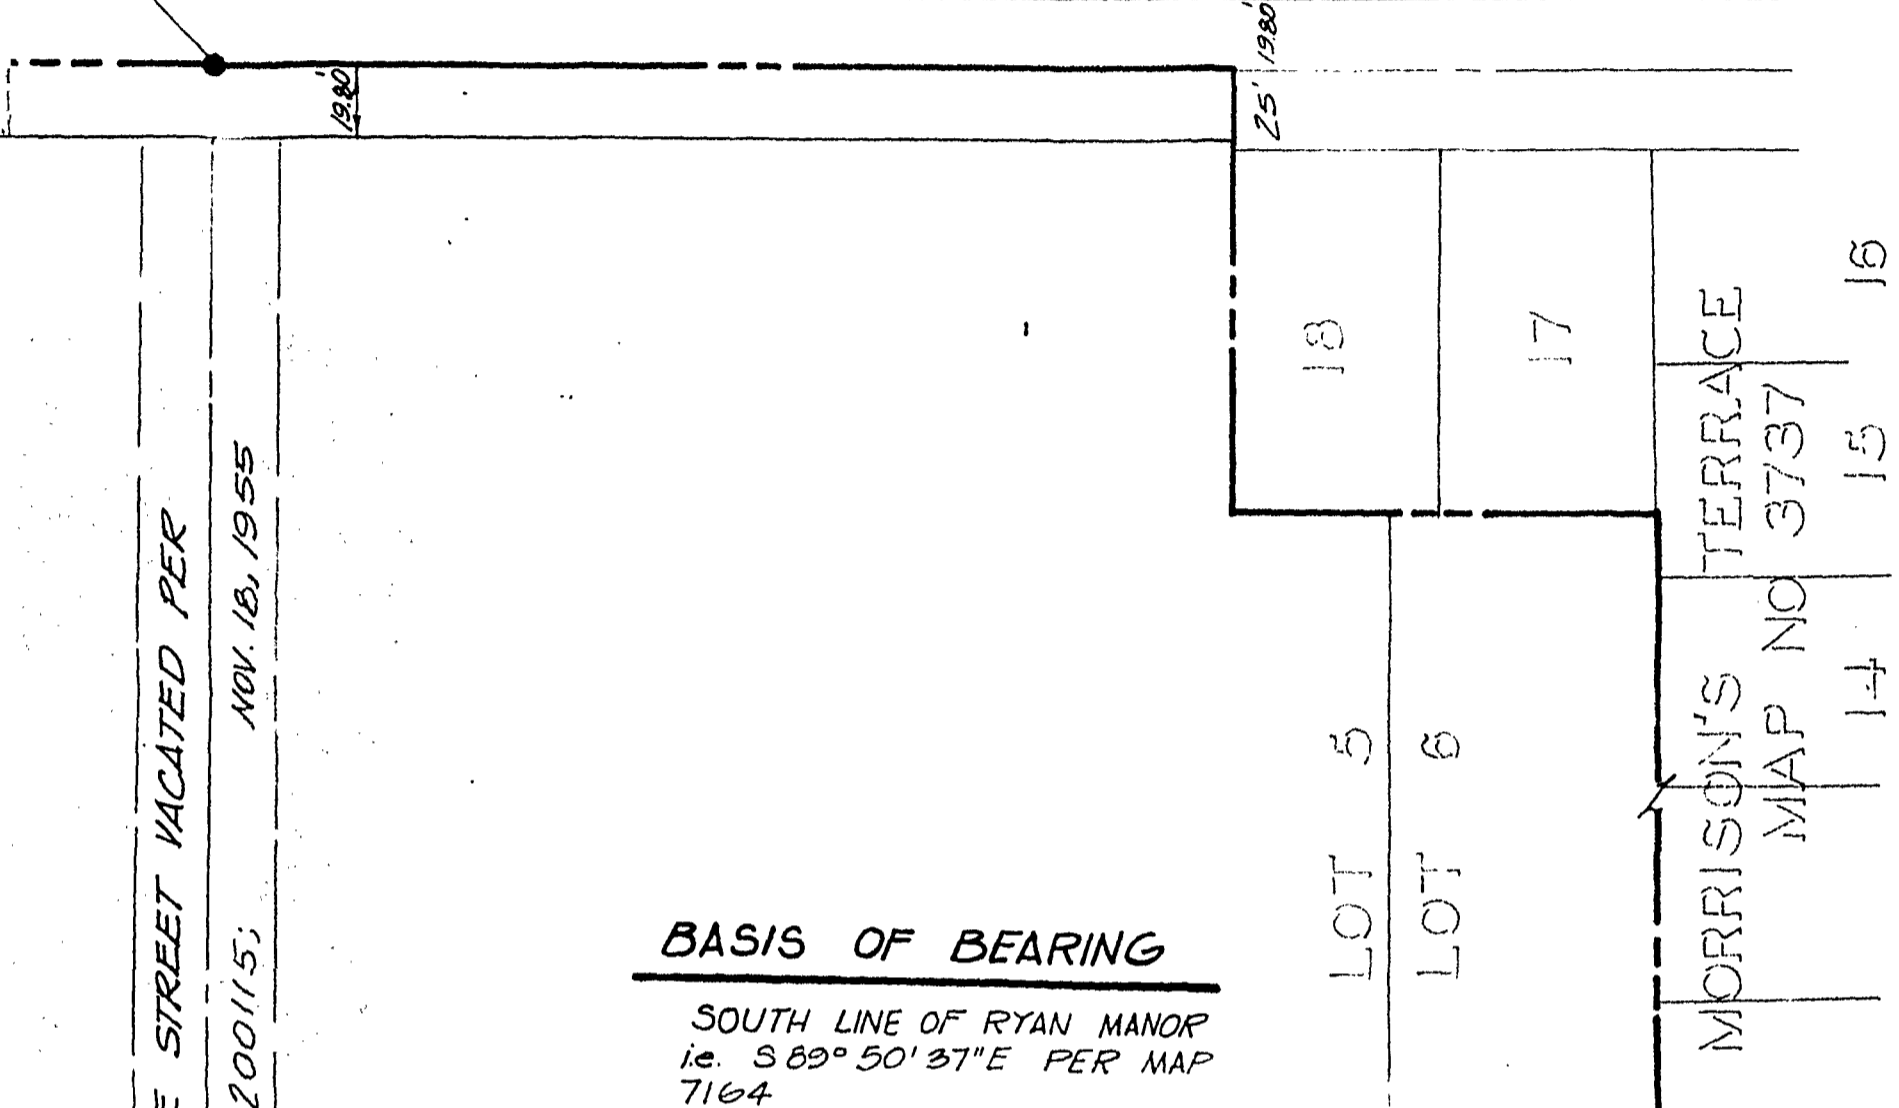 19.80'
19.80'
25'
18
17
16
15
14
MORRISON'S TERRACE
MAP NO 3737
LOT 5
LOT 6
STREET VACATED PER
200115;
NOV. 18, 1955
BASIS OF BEARING
SOUTH LINE OF RYAN MANOR
i.e. S 89° 50' 37" E PER MAP
7164